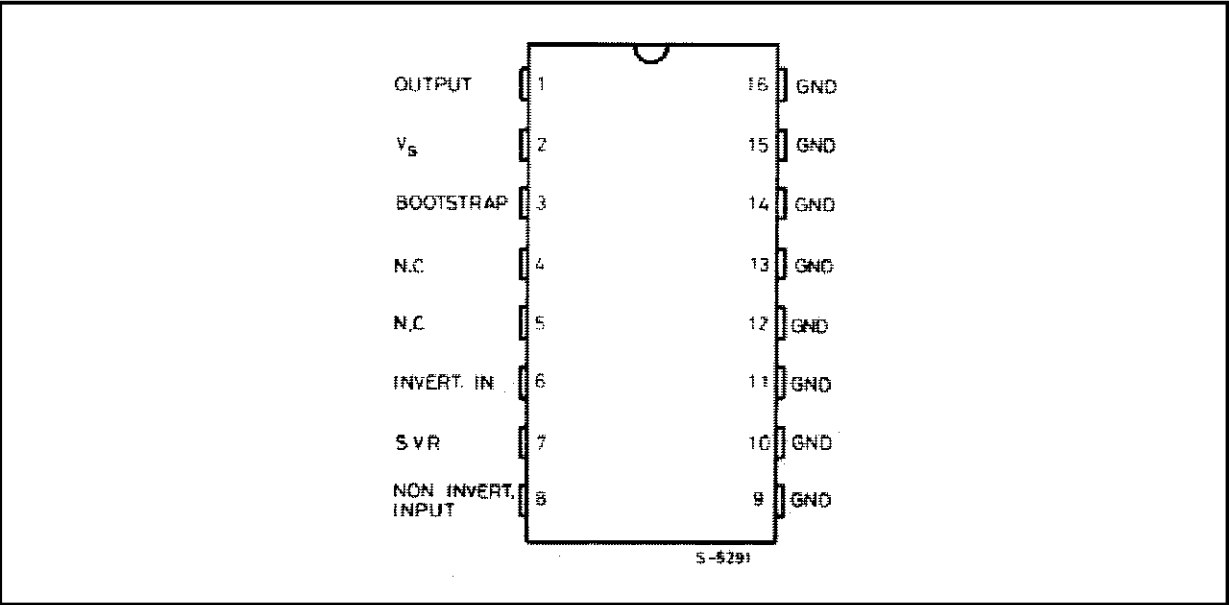 OUTPUT 1 16 GND
Vs 2 15 GND
BOOTSTRAP 3 14 GND
N.C 4 13 GND
N.C 5 12 GND
INVERT. IN 6 11 GND
SVR 7 10 GND
NON INVERT. 8 9 GND
INPUT
S-5291